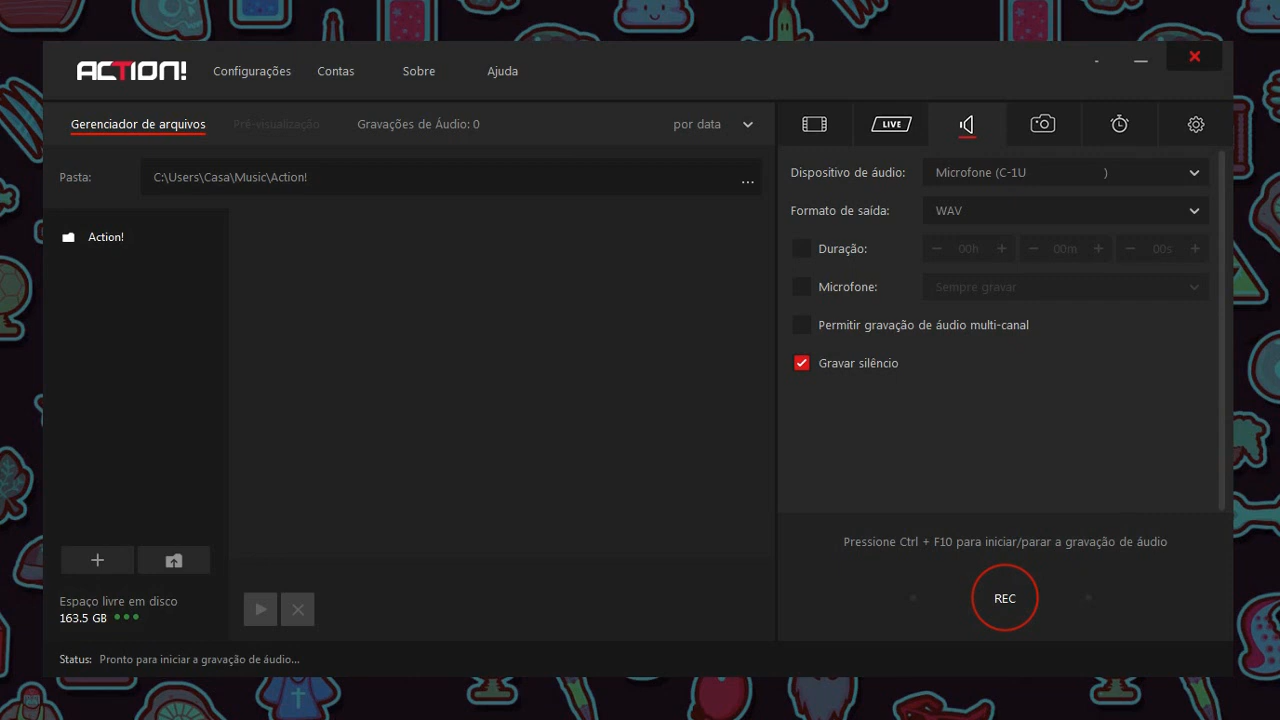 ACTION!
Configurações
Contas
Sobre
Ajuda
Gerenciador de arquivos
Pré-visualização
Gravações de Áudio: 0
por data
LIVE
Pasta:
C:\Users\Casa\Music\Action!
...
Action!
Dispositivo de áudio:
Microfone (C-1U )
Formato de saída:
WAV
Duração:
00h
00m
00s
Microfone:
Sempre gravar
Permitir gravação de áudio multi-canal
Gravar silêncio
Pressione Ctrl + F10 para iniciar/parar a gravação de áudio
REC
Espaço livre em disco
163.5 GB
Status: Pronto para iniciar a gravação de áudio...